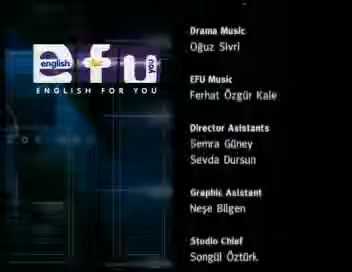 english
Efu
you
ENGLISH FOR YOU
Drama Music
Oğuz Sivri
EFU Music
Ferhat Özgür Kale
Director Asistants
Semra Güney
Sevda Dursun
Graphic Asistant
Neşe Bilgen
Studio Chief
Songül Öztürk